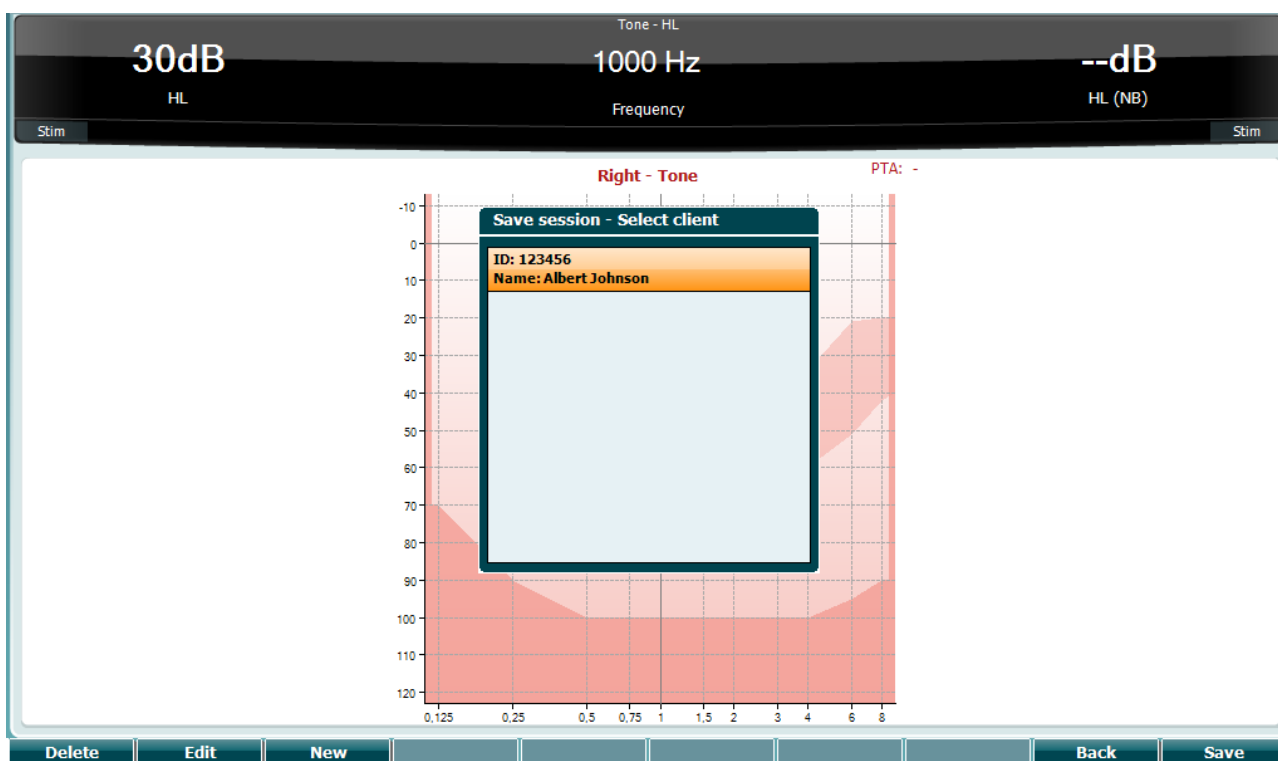 Tone - HL
30dB 1000 Hz --dB
HL Frequency HL (NB)
Stim Stim
Right - Tone PTA: -
Save session - Select client
ID: 123456
Name: Albert Johnson
-10
0
10
20
30
40
50
60
70
80
90
100
110
120
0,125 0,25 0,5 0,75 1 1,5 2 3 4 6 8
Delete Edit New Back Save